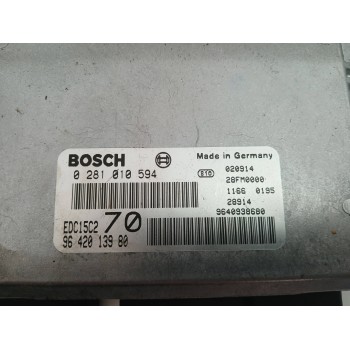 BOSCH
Made in Germany
0 281 010 594
020914
28FM0000
1166 0195
28914
9640938680
EDC15C2 70
96 420 139 80